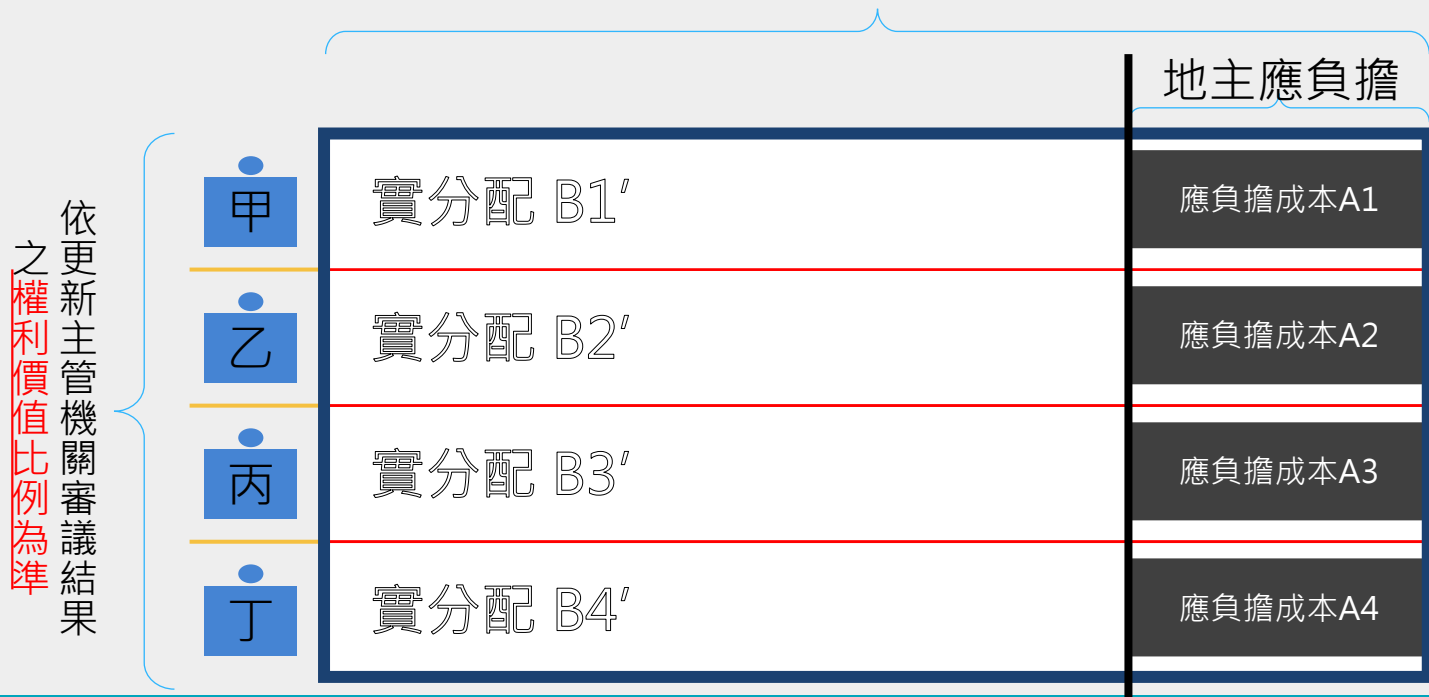 地主應負擔
依更新主管機關審議結果
之權利價值比例為準
甲
實分配 B1′
應負擔成本A1
乙
實分配 B2′
應負擔成本A2
丙
實分配 B3′
應負擔成本A3
丁
實分配 B4′
應負擔成本A4